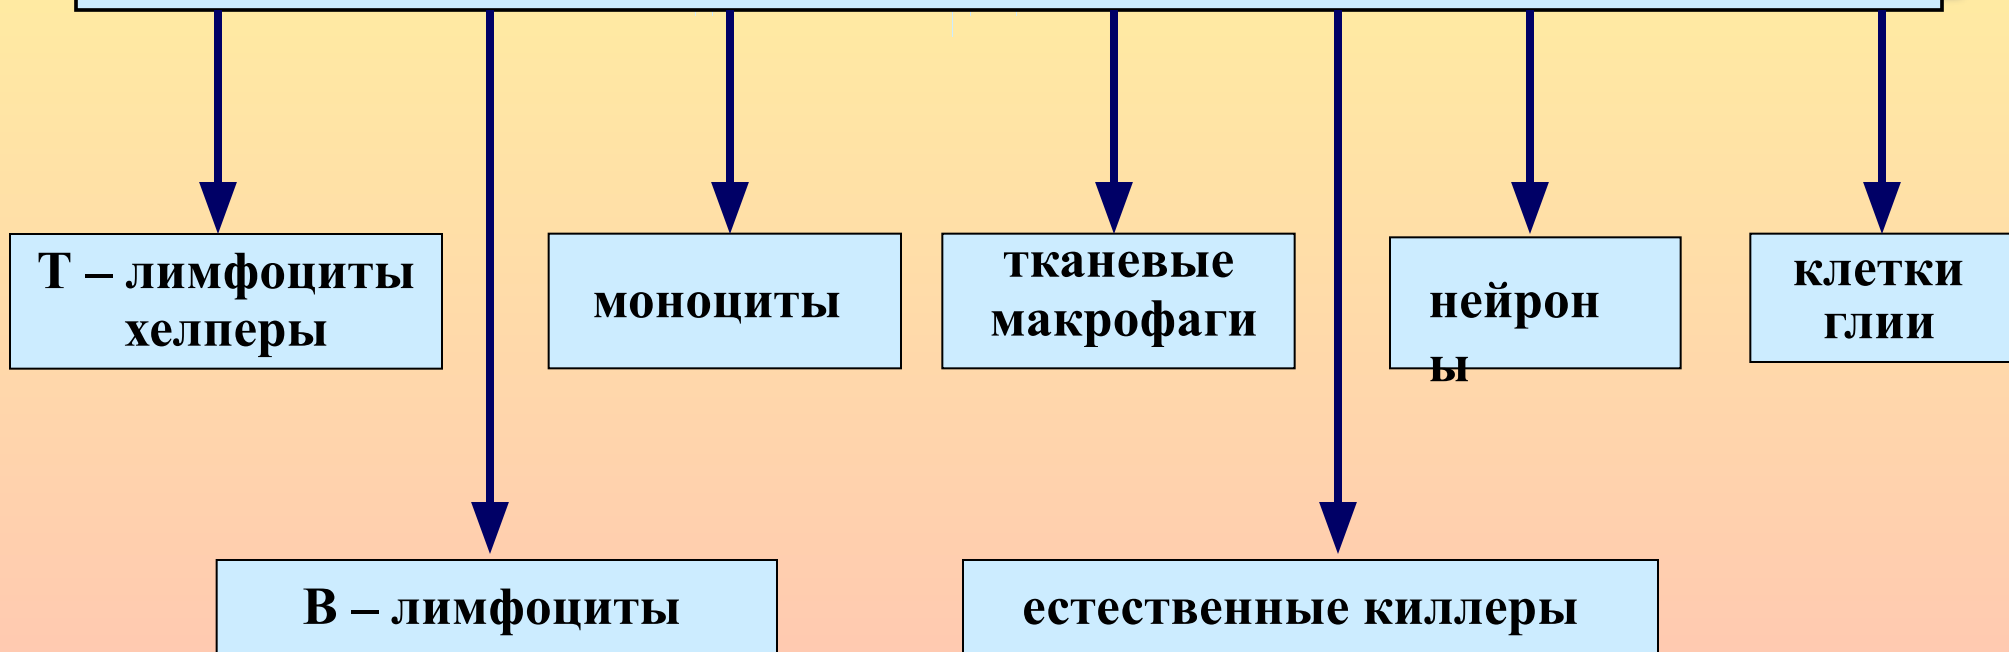 Т – лимфоциты
хелперы
моноциты
тканевые
макрофаги
нейрон
ы
клетки
глии
В – лимфоциты
естественные киллеры